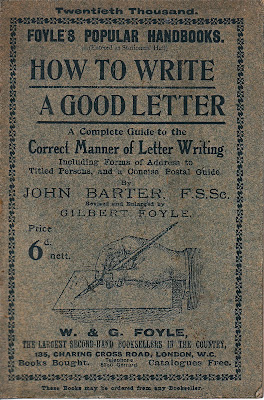 Twentieth Thousand.
FOYLE'S POPULAR HANDBOOKS.
(Entered at Stationers' Hall)
HOW TO WRITE
A GOOD LETTER
A Complete Guide to the
Correct Manner of Letter Writing
Including Forms of Address to
Titled Persons, and a Concise Postal Guide.
By
JOHN BARTER, F.S.Sc.
Revised and Enlarged by
GILBERT FOYLE.
Price
6d.
nett.
W. & G. FOYLE,
THE LARGEST SECOND-HAND BOOKSELLERS IN THE COUNTRY,
135, CHARING CROSS ROAD, LONDON, W.C.
Telephone
Books Bought. Gerrard Catalogues Free.
These Books may be ordered from any Bookseller.